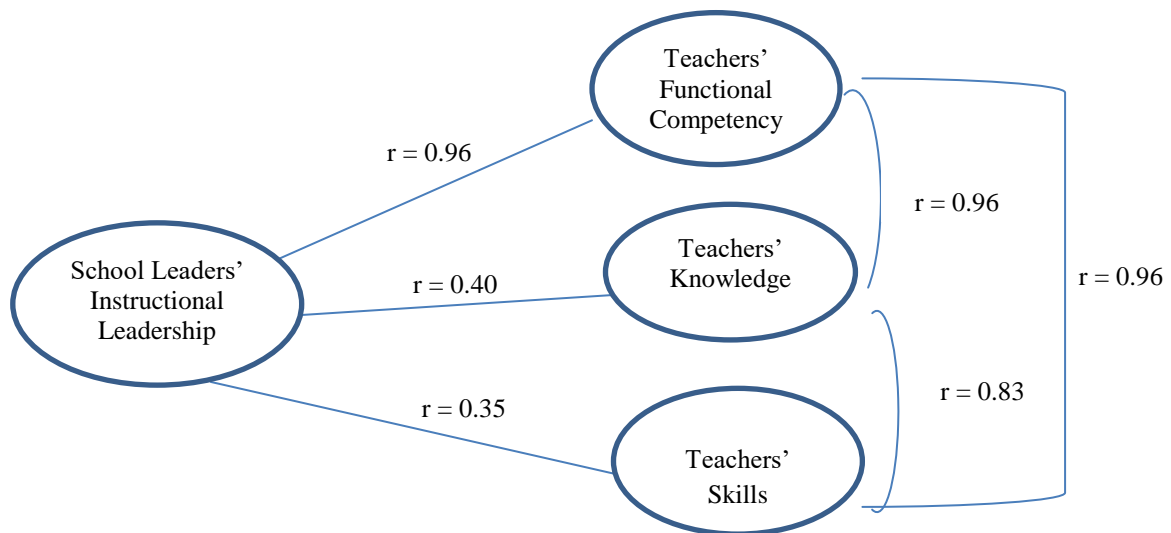 Teachers’
Functional
Competency
r = 0.96
r = 0.96
Teachers’
Knowledge
School Leaders’
Instructional
Leadership
r = 0.40
r = 0.96
r = 0.35
r = 0.83
Teachers’
Skills